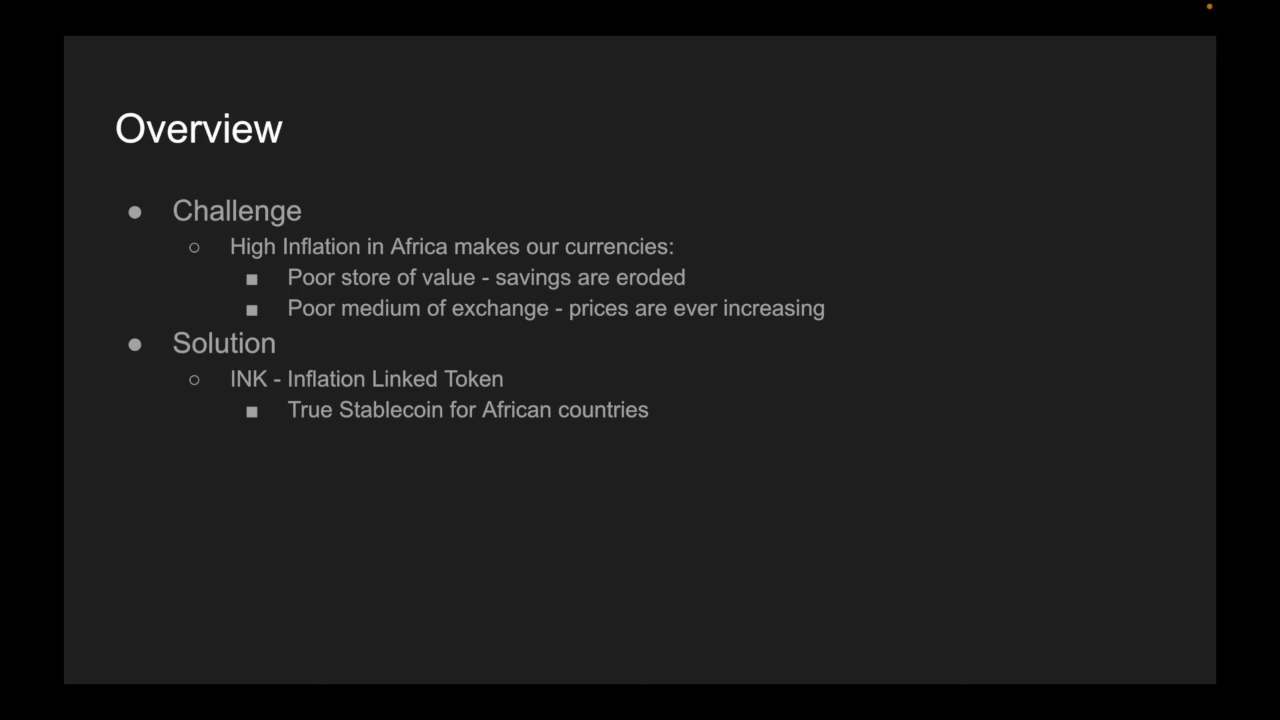 Overview
● Challenge
○ High Inflation in Africa makes our currencies:
■ Poor store of value - savings are eroded
■ Poor medium of exchange - prices are ever increasing
● Solution
○ INK - Inflation Linked Token
■ True Stablecoin for African countries